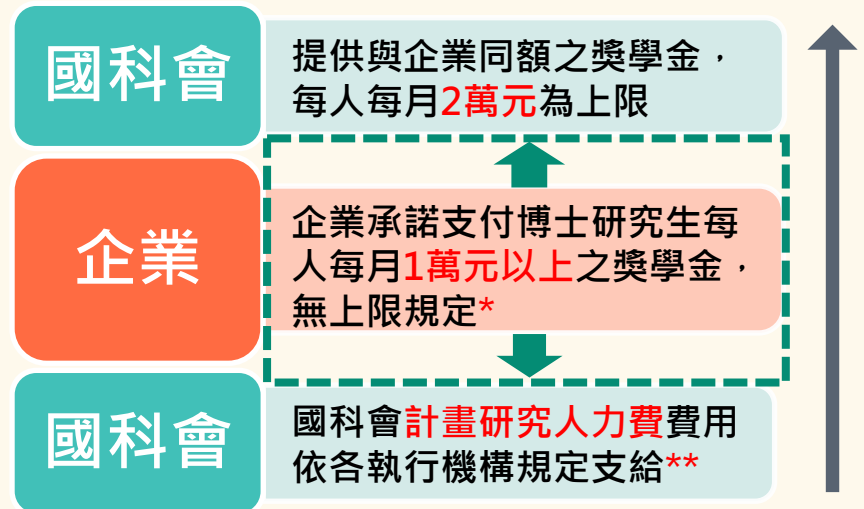 國科會
提供與企業同額之獎學金，
每人每月2萬元為上限
企業
企業承諾支付博士研究生每
人每月1萬元以上之獎學金，
無上限規定*
國科會
國科會計畫研究人力費費用
依各執行機構規定支給**